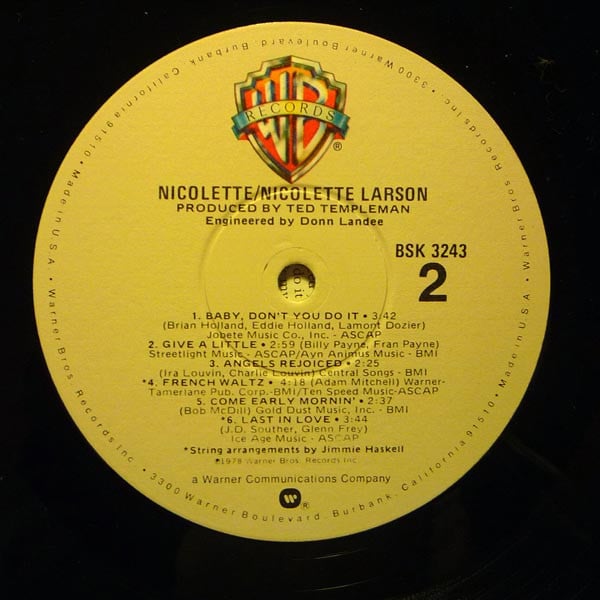 3300 Warner Boulevard. Burbank. California 91510 • Made in U.S.A. • Warner Bros. Records Inc. • 3300 Warner Boulevard. Burbank. California 91510 • Made in U.S.A. • Warner Bros. Records Inc. •
WB
RECORDS
®
NICOLETTE/NICOLETTE LARSON
PRODUCED BY TED TEMPLEMAN
Engineered by Donn Landee
BSK 3243
2
do it
1. BABY, DON'T YOU DO IT • 3:42
(Brian Holland, Eddie Holland, Lamont Dozier)
Jobete Music Co., Inc. - ASCAP
2. GIVE A LITTLE • 2:59 (Billy Payne, Fran Payne)
Streetlight Music - ASCAP/Ayn Animus Music - BMI
3. ANGELS REJOICED • 2:25
(Ira Louvin, Charlie Louvin) Central Songs - BMI
*4. FRENCH WALTZ • 4:18 (Adam Mitchell) Warner-
Tamerlane Pub. Corp.-BMI/Ten Speed Music-ASCAP
5. COME EARLY MORNIN' • 2:37
(Bob McDill) Gold Dust Music, Inc. - BMI
*6. LAST IN LOVE • 3:44
(J.D. Souther, Glenn Frey)
Ice Age Music - ASCAP
*String arrangements by Jimmie Haskell
℗1978 Warner Bros. Records Inc.
a Warner Communications Company
W ®